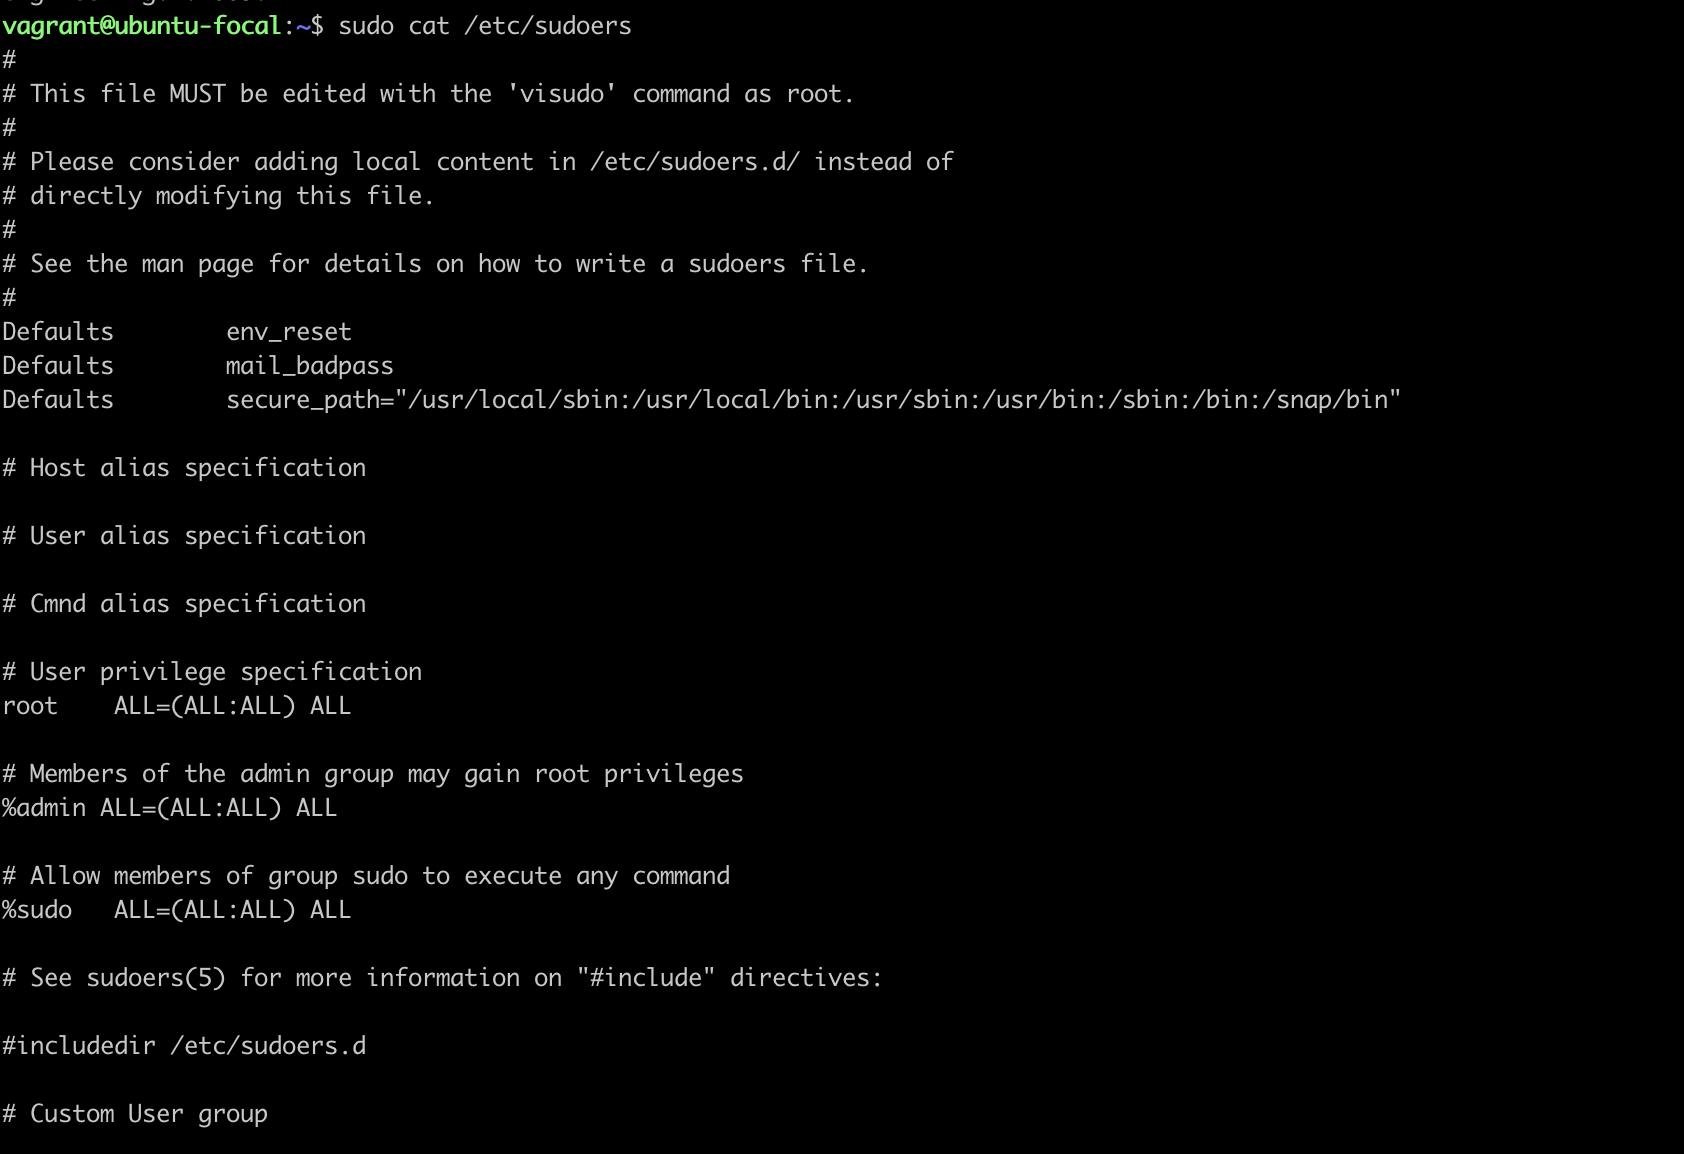 vagrant@ubuntu-focal:~$ sudo cat /etc/sudoers
#
# This file MUST be edited with the 'visudo' command as root.
#
# Please consider adding local content in /etc/sudoers.d/ instead of
# directly modifying this file.
#
# See the man page for details on how to write a sudoers file.
#
Defaults        env_reset
Defaults        mail_badpass
Defaults        secure_path="/usr/local/sbin:/usr/local/bin:/usr/sbin:/usr/bin:/sbin:/bin:/snap/bin"

# Host alias specification

# User alias specification

# Cmnd alias specification

# User privilege specification
root    ALL=(ALL:ALL) ALL

# Members of the admin group may gain root privileges
%admin ALL=(ALL:ALL) ALL

# Allow members of group sudo to execute any command
%sudo   ALL=(ALL:ALL) ALL

# See sudoers(5) for more information on "#include" directives:

#includedir /etc/sudoers.d

# Custom User group